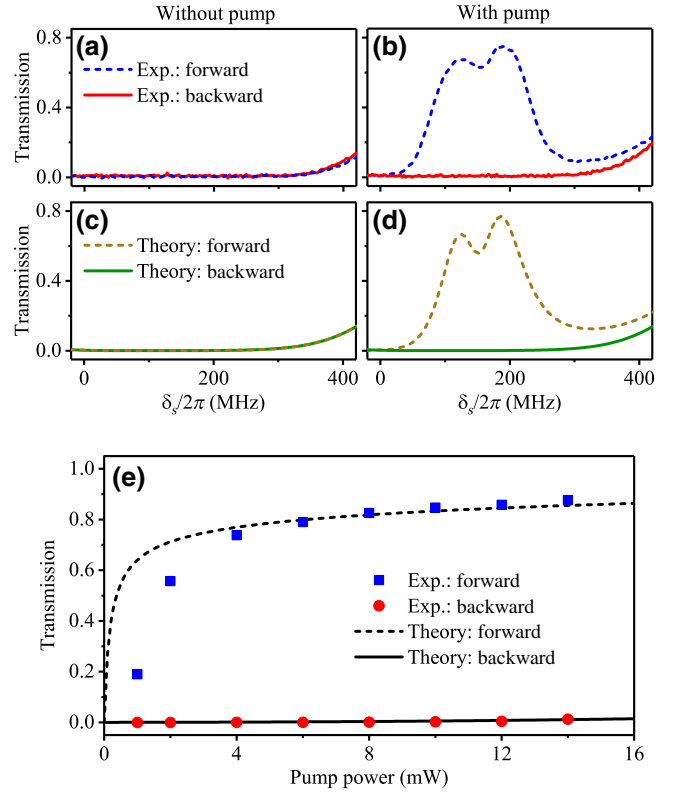 Without pump
With pump
(a)
Exp.: forward
Exp.: backward
(b)
Transmission
0.8
0.4
0.0
(c)
Theory: forward
Theory: backward
(d)
Transmission
0.8
0.4
0.0
0
200
400
0
200
400
δs/2π (MHz)
δs/2π (MHz)
(e)
Transmission
1.0
0.8
0.6
0.4
0.2
0.0
Exp.: forward
Exp.: backward
Theory: forward
Theory: backward
0
4
8
12
16
Pump power (mW)